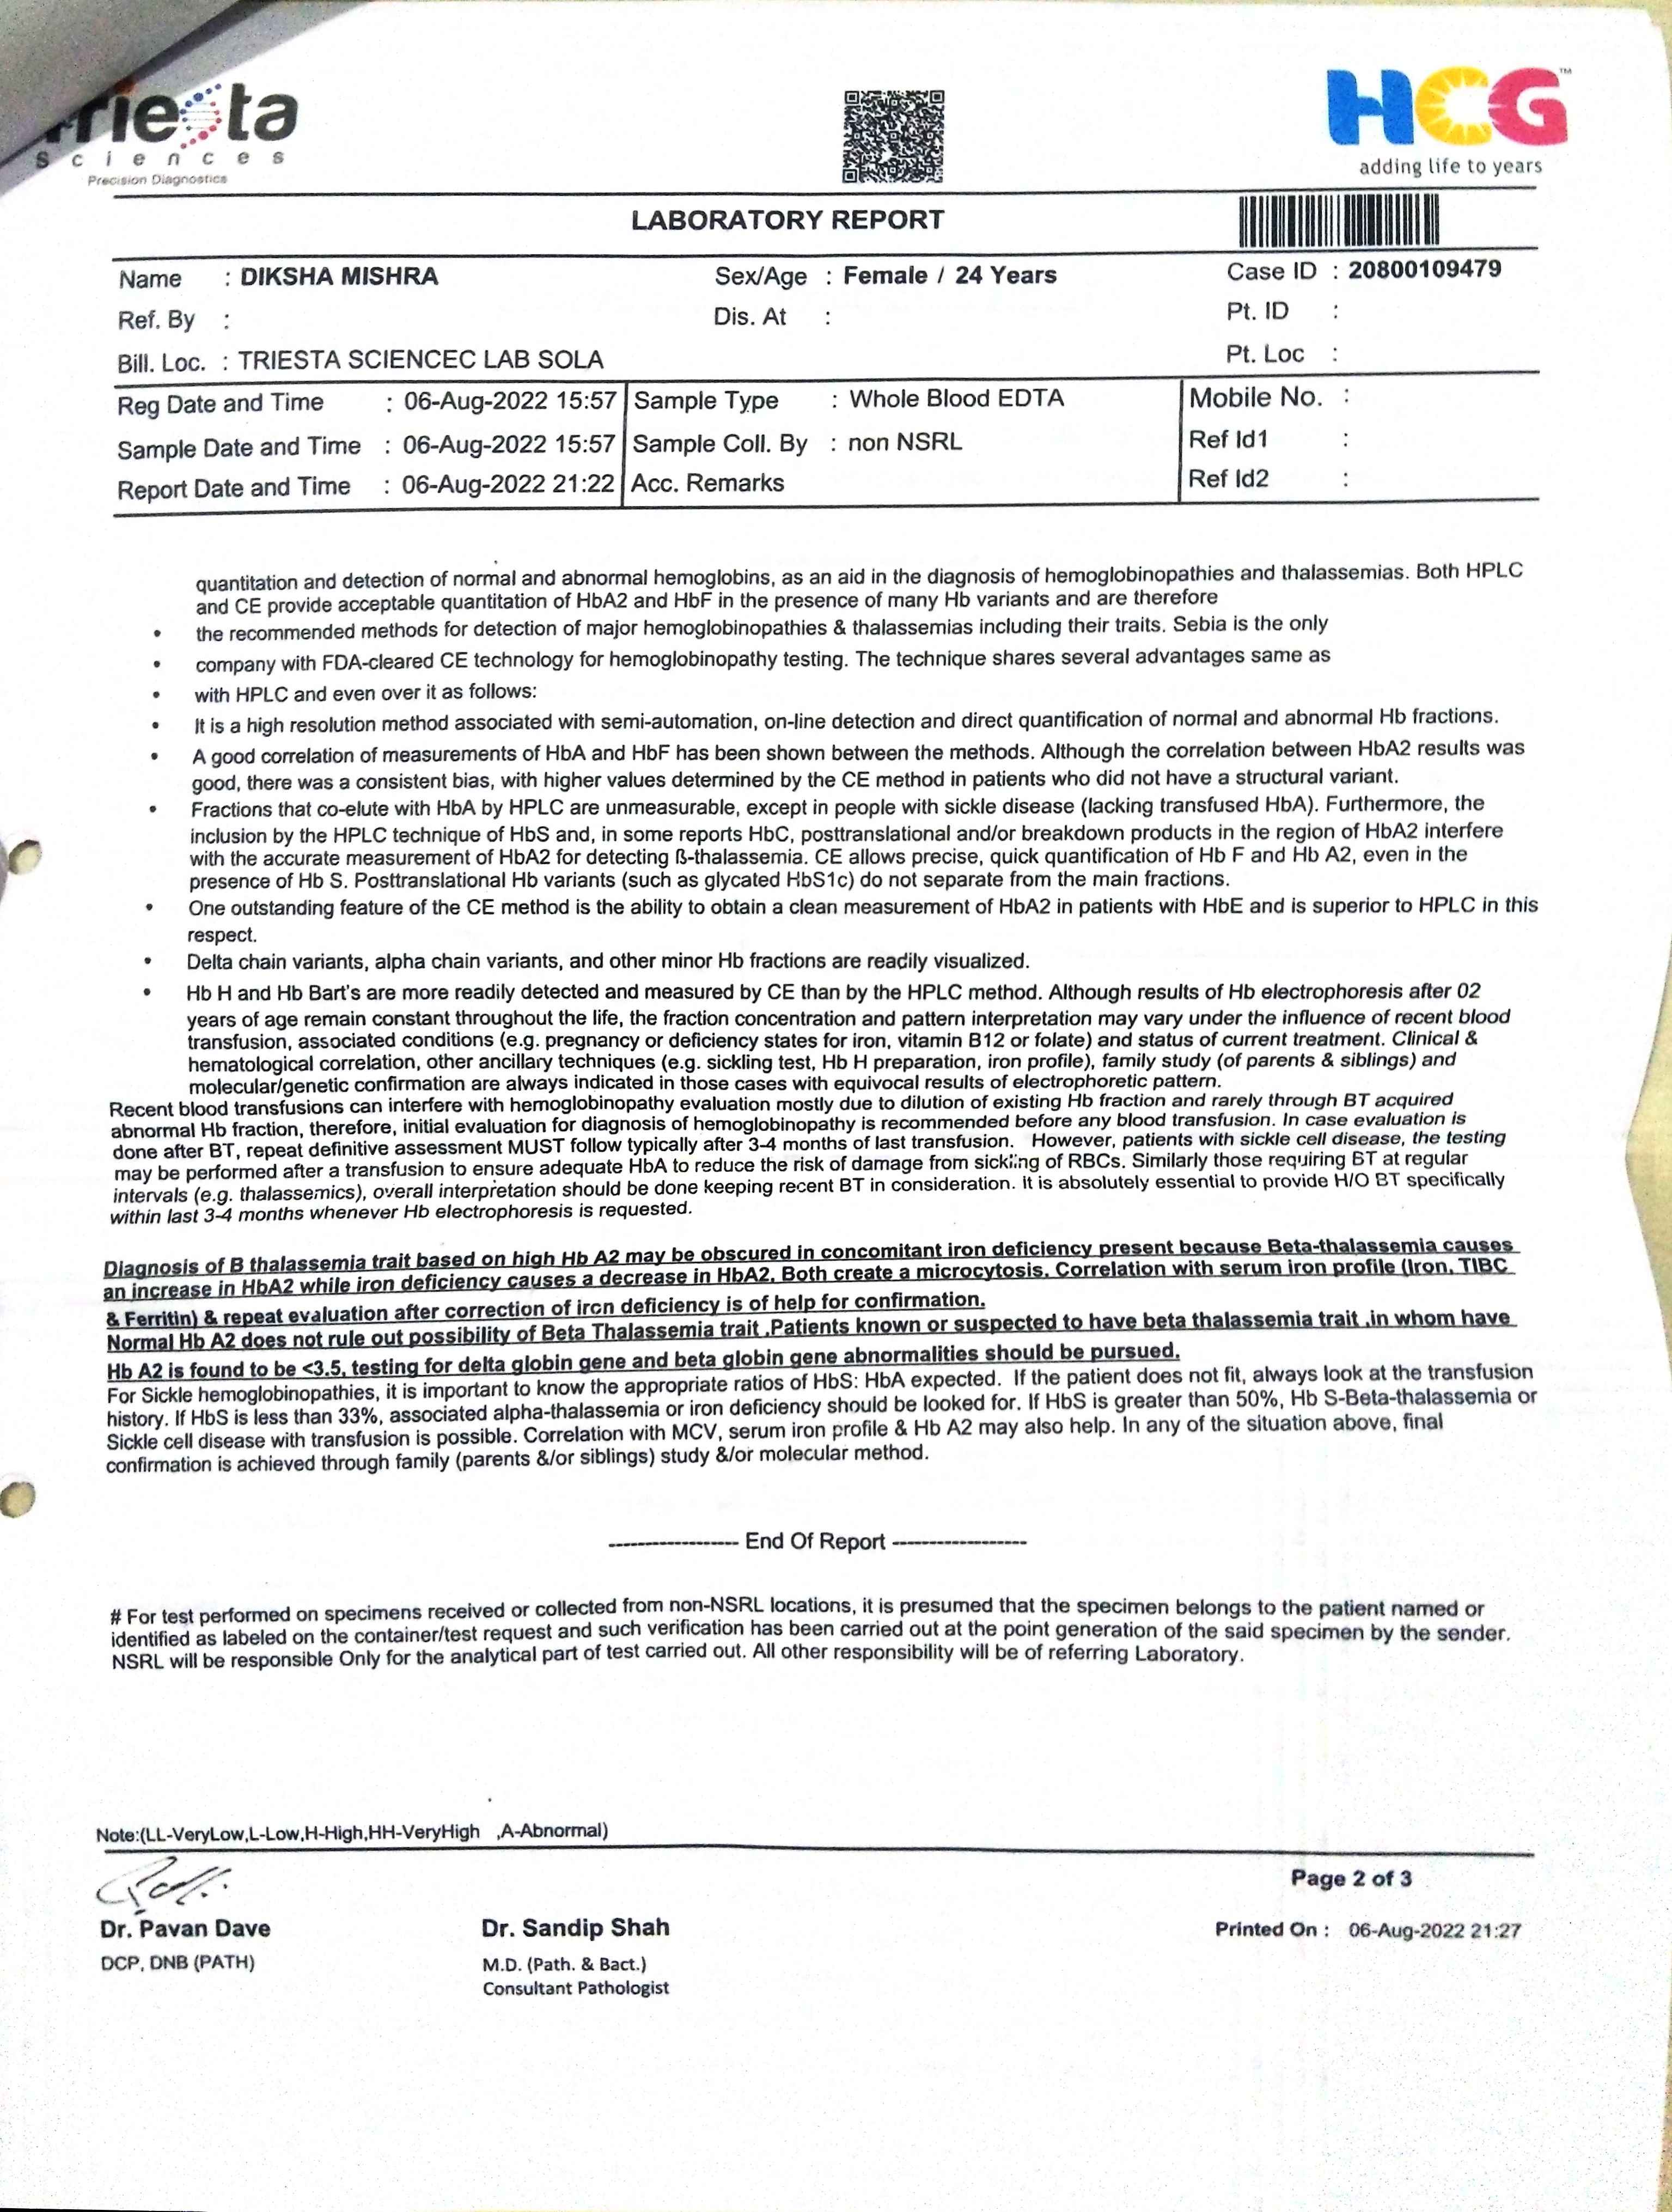 riesta
sciences
Precision Diagnostics
HCG™
adding life to years
LABORATORY REPORT
Name : DIKSHA MISHRA Sex/Age : Female / 24 Years Case ID : 20800109479
Ref. By : Dis. At : Pt. ID :
Bill. Loc. : TRIESTA SCIENCEC LAB SOLA Pt. Loc :
Reg Date and Time : 06-Aug-2022 15:57 Sample Type : Whole Blood EDTA Mobile No. :
Sample Date and Time : 06-Aug-2022 15:57 Sample Coll. By : non NSRL Ref Id1 :
Report Date and Time : 06-Aug-2022 21:22 Acc. Remarks Ref Id2 :
quantitation and detection of normal and abnormal hemoglobins, as an aid in the diagnosis of hemoglobinopathies and thalassemias. Both HPLC
and CE provide acceptable quantitation of HbA2 and HbF in the presence of many Hb variants and are therefore
• the recommended methods for detection of major hemoglobinopathies & thalassemias including their traits. Sebia is the only
• company with FDA-cleared CE technology for hemoglobinopathy testing. The technique shares several advantages same as
• with HPLC and even over it as follows:
• It is a high resolution method associated with semi-automation, on-line detection and direct quantification of normal and abnormal Hb fractions.
• A good correlation of measurements of HbA and HbF has been shown between the methods. Although the correlation between HbA2 results was
good, there was a consistent bias, with higher values determined by the CE method in patients who did not have a structural variant.
• Fractions that co-elute with HbA by HPLC are unmeasurable, except in people with sickle disease (lacking transfused HbA). Furthermore, the
inclusion by the HPLC technique of HbS and, in some reports HbC, posttranslational and/or breakdown products in the region of HbA2 interfere
with the accurate measurement of HbA2 for detecting ß-thalassemia. CE allows precise, quick quantification of Hb F and Hb A2, even in the
presence of Hb S. Posttranslational Hb variants (such as glycated HbS1c) do not separate from the main fractions.
• One outstanding feature of the CE method is the ability to obtain a clean measurement of HbA2 in patients with HbE and is superior to HPLC in this
respect.
• Delta chain variants, alpha chain variants, and other minor Hb fractions are readily visualized.
• Hb H and Hb Bart's are more readily detected and measured by CE than by the HPLC method. Although results of Hb electrophoresis after 02
years of age remain constant throughout the life, the fraction concentration and pattern interpretation may vary under the influence of recent blood
transfusion, associated conditions (e.g. pregnancy or deficiency states for iron, vitamin B12 or folate) and status of current treatment. Clinical &
hematological correlation, other ancillary techniques (e.g. sickling test, Hb H preparation, iron profile), family study (of parents & siblings) and
molecular/genetic confirmation are always indicated in those cases with equivocal results of electrophoretic pattern.
Recent blood transfusions can interfere with hemoglobinopathy evaluation mostly due to dilution of existing Hb fraction and rarely through BT acquired
abnormal Hb fraction, therefore, initial evaluation for diagnosis of hemoglobinopathy is recommended before any blood transfusion. In case evaluation is
done after BT, repeat definitive assessment MUST follow typically after 3-4 months of last transfusion. However, patients with sickle cell disease, the testing
may be performed after a transfusion to ensure adequate HbA to reduce the risk of damage from sickling of RBCs. Similarly those requiring BT at regular
intervals (e.g. thalassemics), overall interpretation should be done keeping recent BT in consideration. It is absolutely essential to provide H/O BT specifically
within last 3-4 months whenever Hb electrophoresis is requested.
Diagnosis of B thalassemia trait based on high Hb A2 may be obscured in concomitant iron deficiency present because Beta-thalassemia causes
an increase in HbA2 while iron deficiency causes a decrease in HbA2. Both create a microcytosis. Correlation with serum iron profile (Iron, TIBC
& Ferritin) & repeat evaluation after correction of iron deficiency is of help for confirmation.
Normal Hb A2 does not rule out possibility of Beta Thalassemia trait .Patients known or suspected to have beta thalassemia trait ,in whom have
Hb A2 is found to be <3.5, testing for delta globin gene and beta globin gene abnormalities should be pursued.
For Sickle hemoglobinopathies, it is important to know the appropriate ratios of HbS: HbA expected. If the patient does not fit, always look at the transfusion
history. If HbS is less than 33%, associated alpha-thalassemia or iron deficiency should be looked for. If HbS is greater than 50%, Hb S-Beta-thalassemia or
Sickle cell disease with transfusion is possible. Correlation with MCV, serum iron profile & Hb A2 may also help. In any of the situation above, final
confirmation is achieved through family (parents &/or siblings) study &/or molecular method.
------------------- End Of Report -------------------
# For test performed on specimens received or collected from non-NSRL locations, it is presumed that the specimen belongs to the patient named or
identified as labeled on the container/test request and such verification has been carried out at the point generation of the said specimen by the sender.
NSRL will be responsible Only for the analytical part of test carried out. All other responsibility will be of referring Laboratory.
Note:(LL-VeryLow,L-Low,H-High,HH-VeryHigh ,A-Abnormal)
Page 2 of 3
Dr. Pavan Dave Dr. Sandip Shah Printed On : 06-Aug-2022 21:27
DCP, DNB (PATH) M.D. (Path. & Bact.)
Consultant Pathologist